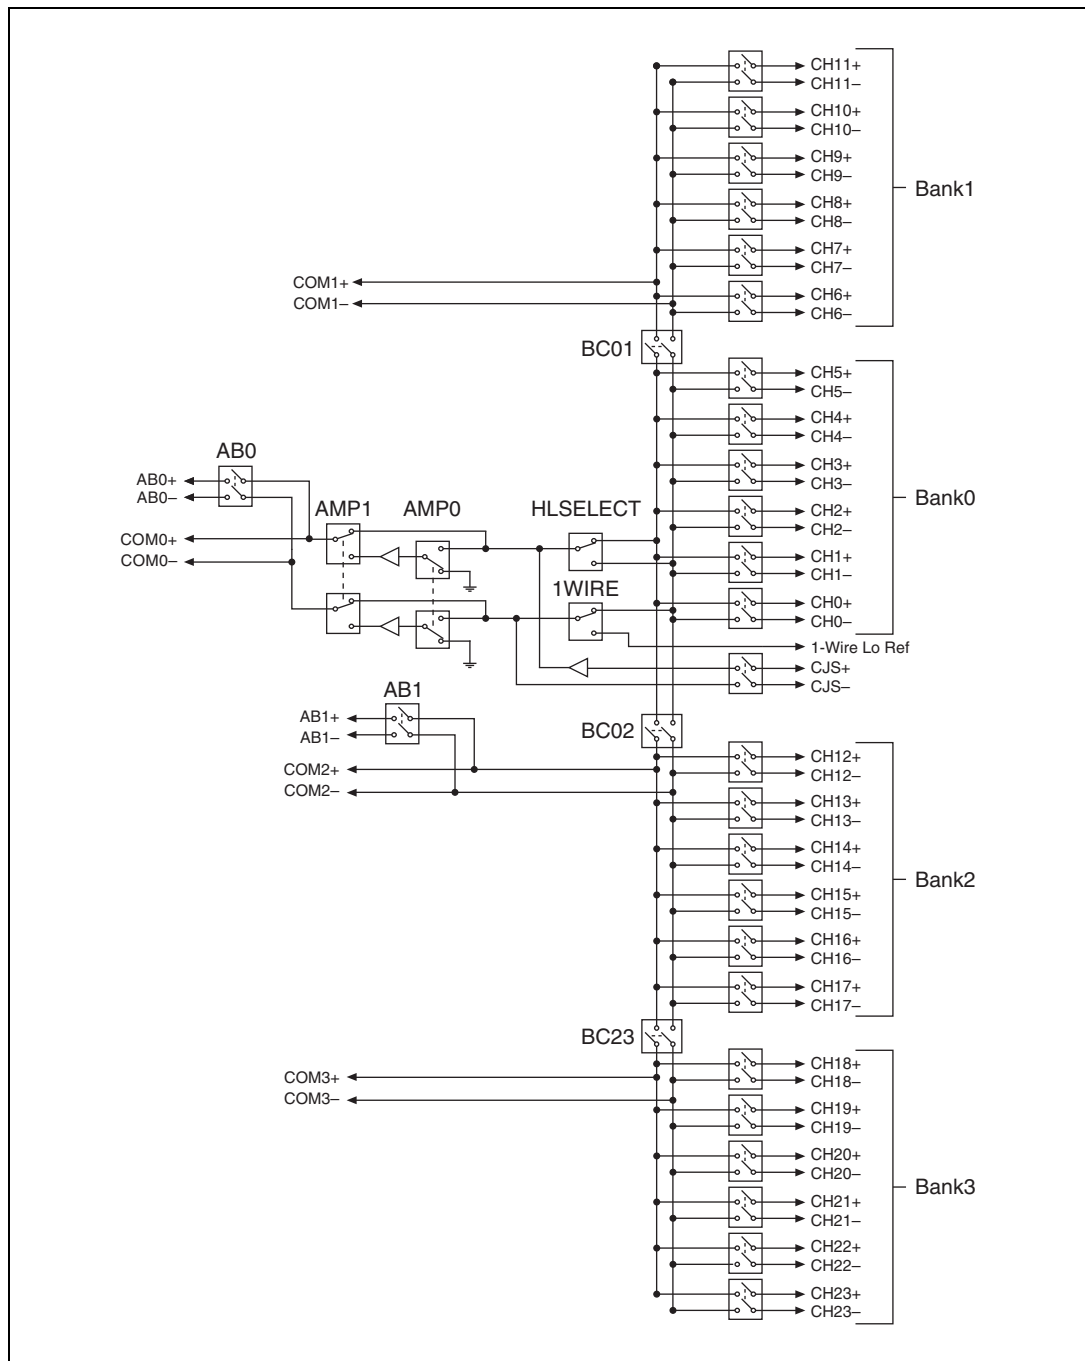 CH11+
CH11–
CH10+
CH10–
CH9+
CH9–
CH8+
CH8–
CH7+
CH7–
CH6+
CH6–
Bank1
COM1+
COM1–
BC01
CH5+
CH5–
CH4+
CH4–
CH3+
CH3–
CH2+
CH2–
CH1+
CH1–
CH0+
CH0–
Bank0
1-Wire Lo Ref
CJS+
CJS–
AB0
AB0+
AB0–
AMP1
AMP0
HLSELECT
COM0+
COM0–
1WIRE
AB1
AB1+
AB1–
BC02
COM2+
COM2–
CH12+
CH12–
CH13+
CH13–
CH14+
CH14–
CH15+
CH15–
CH16+
CH16–
CH17+
CH17–
Bank2
BC23
COM3+
COM3–
CH18+
CH18–
CH19+
CH19–
CH20+
CH20–
CH21+
CH21–
CH22+
CH22–
CH23+
CH23–
Bank3